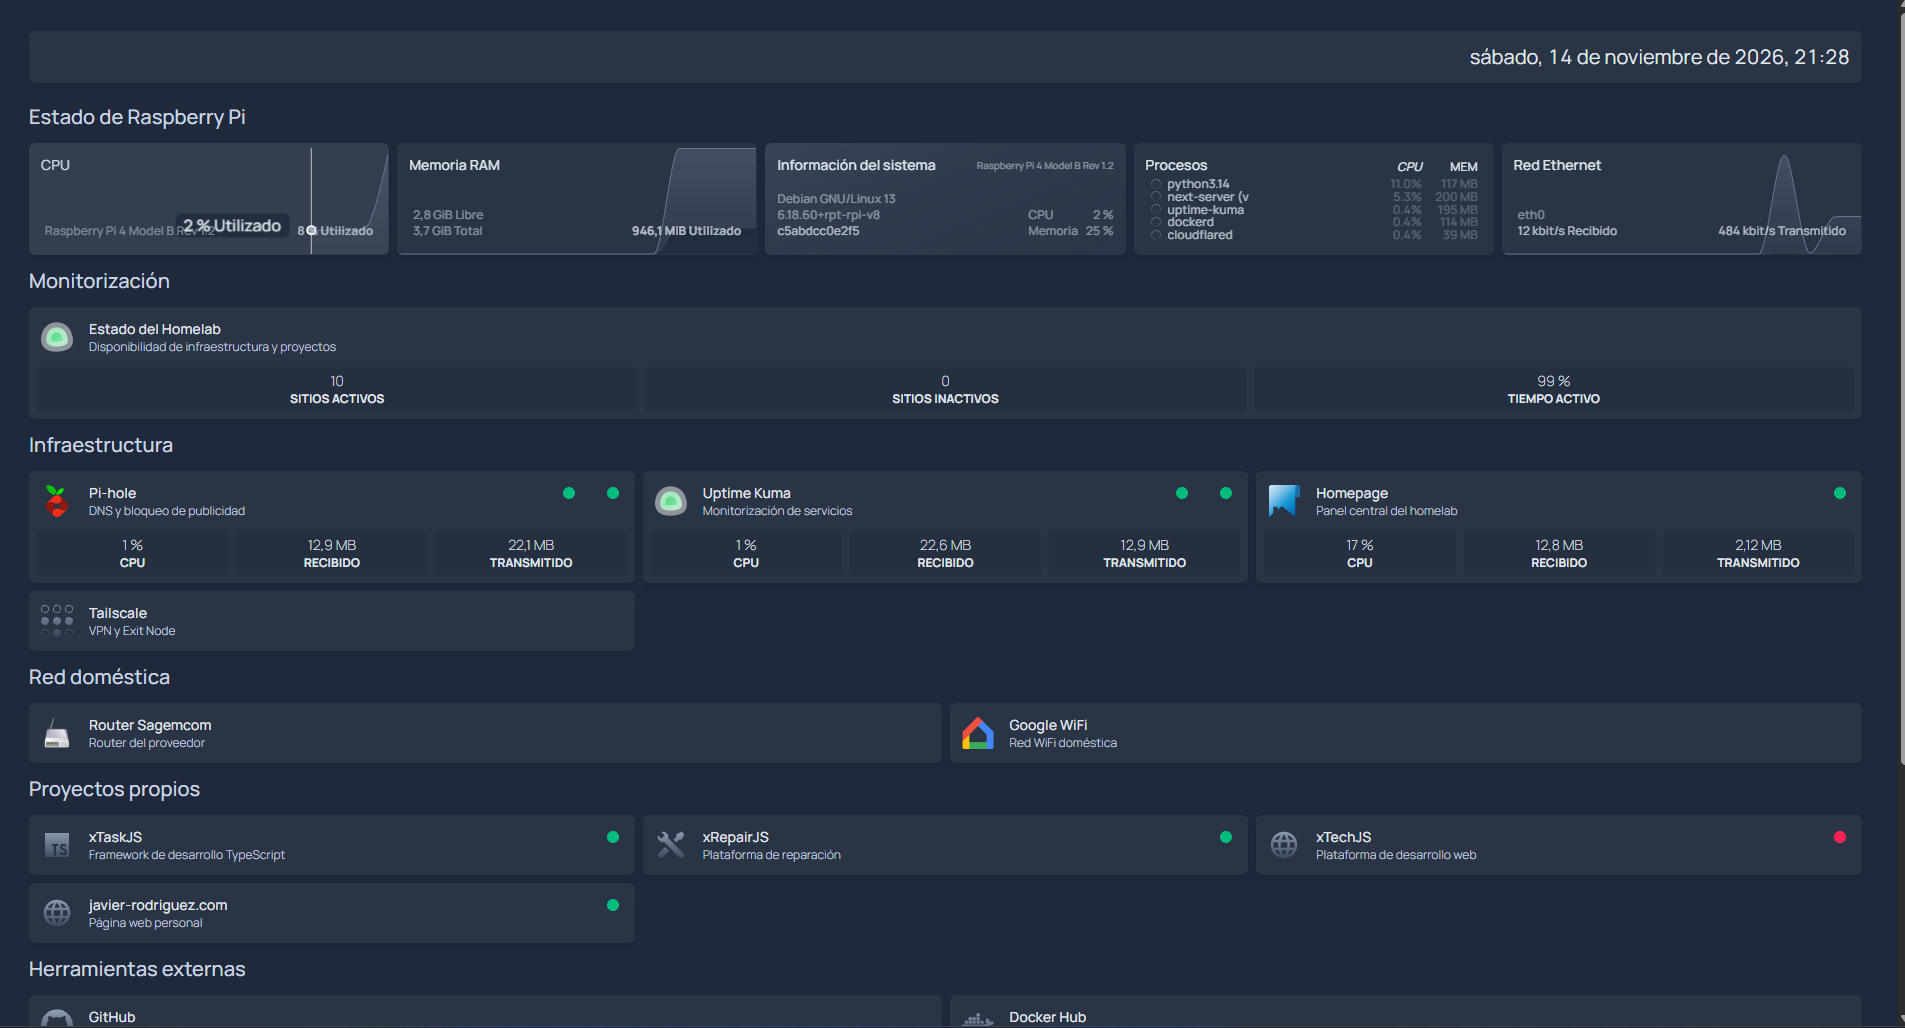 sábado, 14 de noviembre de 2026, 21:28
Estado de Raspberry Pi
CPU
2 % Utilizado
Raspberry Pi 4 Model B Rev 1.2
8 % Utilizado
Memoria RAM
2,8 GiB Libre
3,7 GiB Total
946,1 MiB Utilizado
Información del sistema
Raspberry Pi 4 Model B Rev 1.2
Debian GNU/Linux 13
6.18.60+rpt-rpi-v8
CPU 2 %
c5abdcc0e2f5
Memoria 25 %
Procesos CPU MEM
python3.14 11.0% 117 MB
next-server (v 5.3% 200 MB
uptime-kuma 0.4% 195 MB
dockerd 0.4% 114 MB
cloudflared 0.4% 39 MB
Red Ethernet
eth0
12 kbit/s Recibido
484 kbit/s Transmitido
Monitorización
Estado del Homelab
Disponibilidad de infraestructura y proyectos
10
SITIOS ACTIVOS
0
SITIOS INACTIVOS
99 %
TIEMPO ACTIVO
Infraestructura
Pi-hole
DNS y bloqueo de publicidad
1 %
CPU
12,9 MB
RECIBIDO
22,1 MB
TRANSMITIDO
Uptime Kuma
Monitorización de servicios
1 %
CPU
22,6 MB
RECIBIDO
12,9 MB
TRANSMITIDO
Homepage
Panel central del homelab
17 %
CPU
12,8 MB
RECIBIDO
2,12 MB
TRANSMITIDO
Tailscale
VPN y Exit Node
Red doméstica
Router Sagemcom
Router del proveedor
Google WiFi
Red WiFi doméstica
Proyectos propios
TS
xTaskJS
Framework de desarrollo TypeScript
xRepairJS
Plataforma de reparación
xTechJS
Plataforma de desarrollo web
javier-rodriguez.com
Página web personal
Herramientas externas
GitHub
Docker Hub